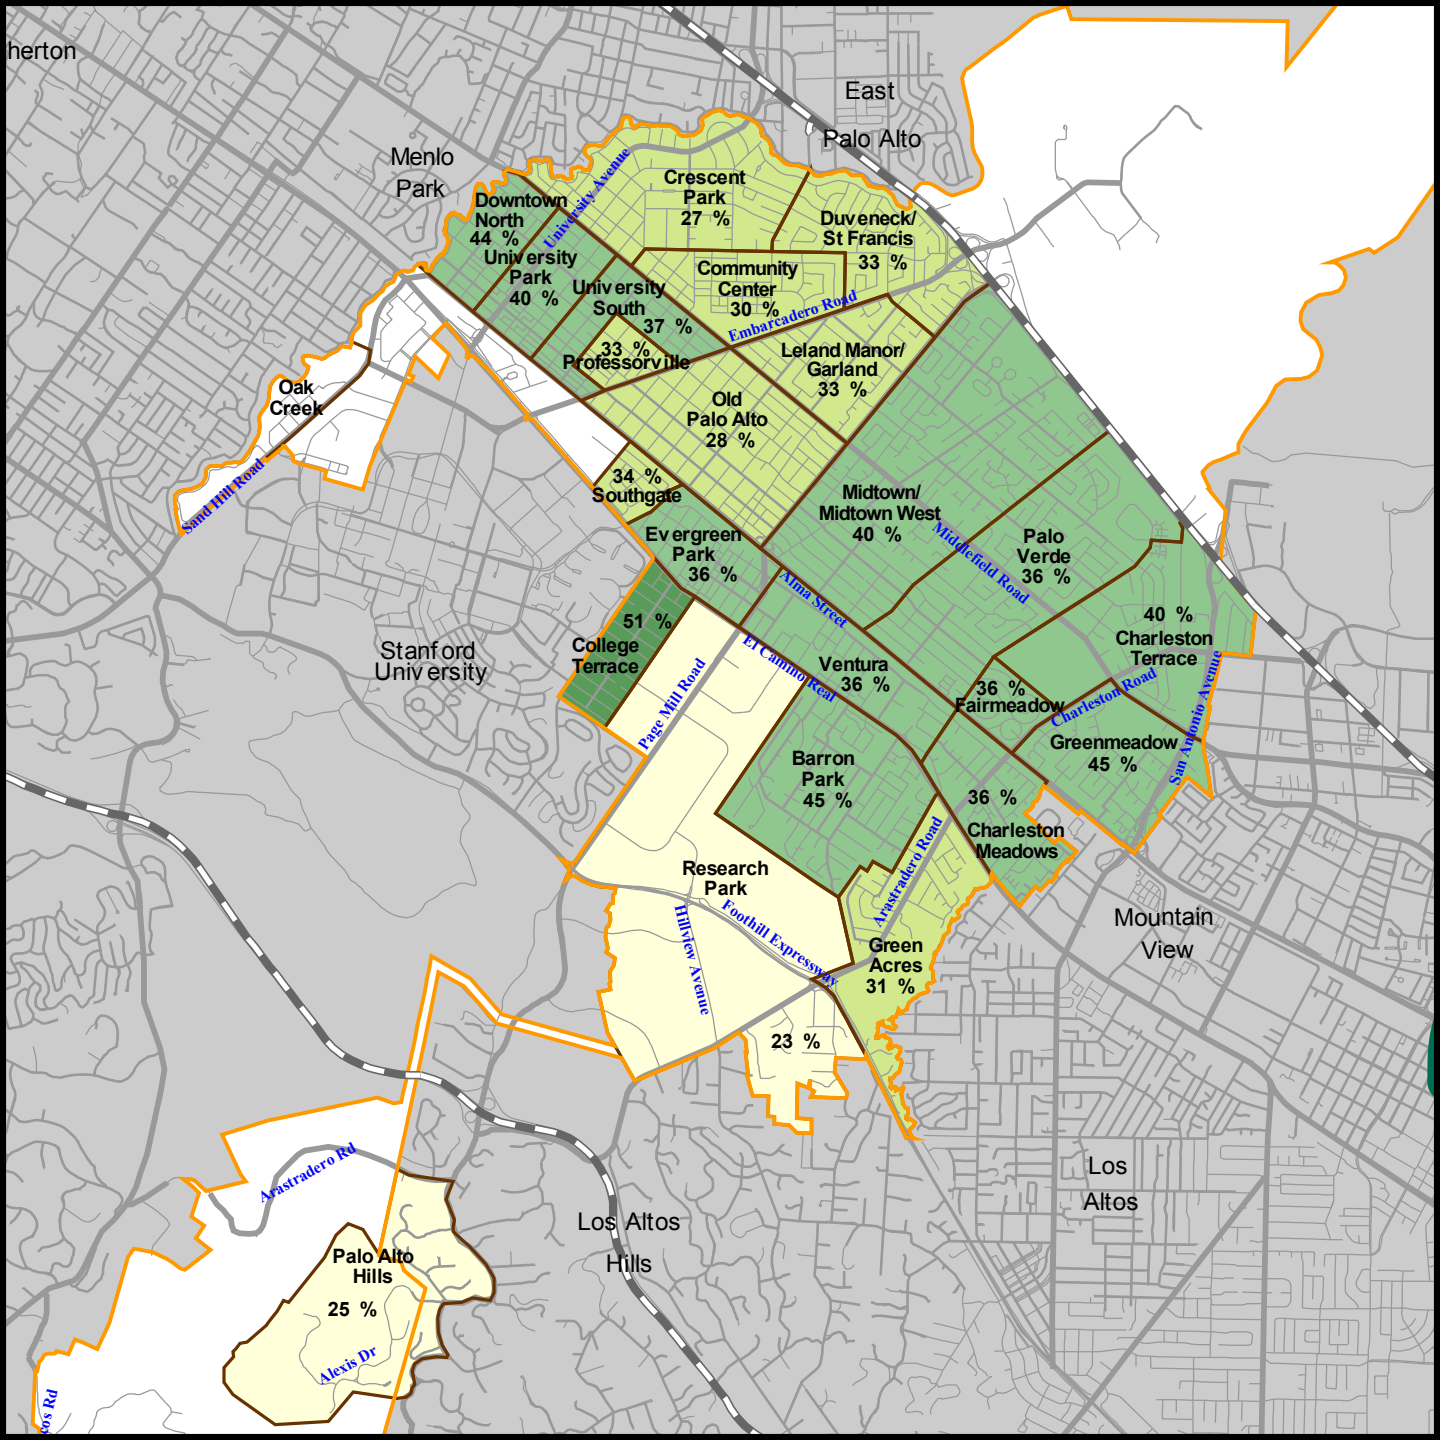 herton
East
Palo Alto
Menlo
Park
Crescent
Park
27 %
University Avenue
Downtown
North
44 %
Duveneck/
St Francis
33 %
University
Park
40 %
Community
Center
30 %
University
South
37 %
Embarcadero Road
33 %
Professorville
Leland Manor/
Garland
33 %
Oak
Creek
Old
Palo Alto
28 %
Sand Hill Road
34 %
Southgate
Midtown/
Midtown West
40 %
Evergreen
Park
36 %
Middlefield Road
Palo
Verde
36 %
Alma Street
51 %
College
Terrace
40 %
Charleston
Terrace
Stanford
University
El Camino Real
Ventura
36 %
Page Mill Road
36 %
Fairmeadow
Charleston Road
San Antonio Avenue
Greenmeadow
45 %
Barron
Park
45 %
36 %
Charleston
Meadows
Research
Park
Arastradero Road
Foothill Expressway
Hillview Avenue
Mountain
View
Green
Acres
31 %
23 %
Arastradero Rd
Los
Altos
Los Altos
Hills
Palo Alto
Hills
25 %
Alexis Dr
cos Rd